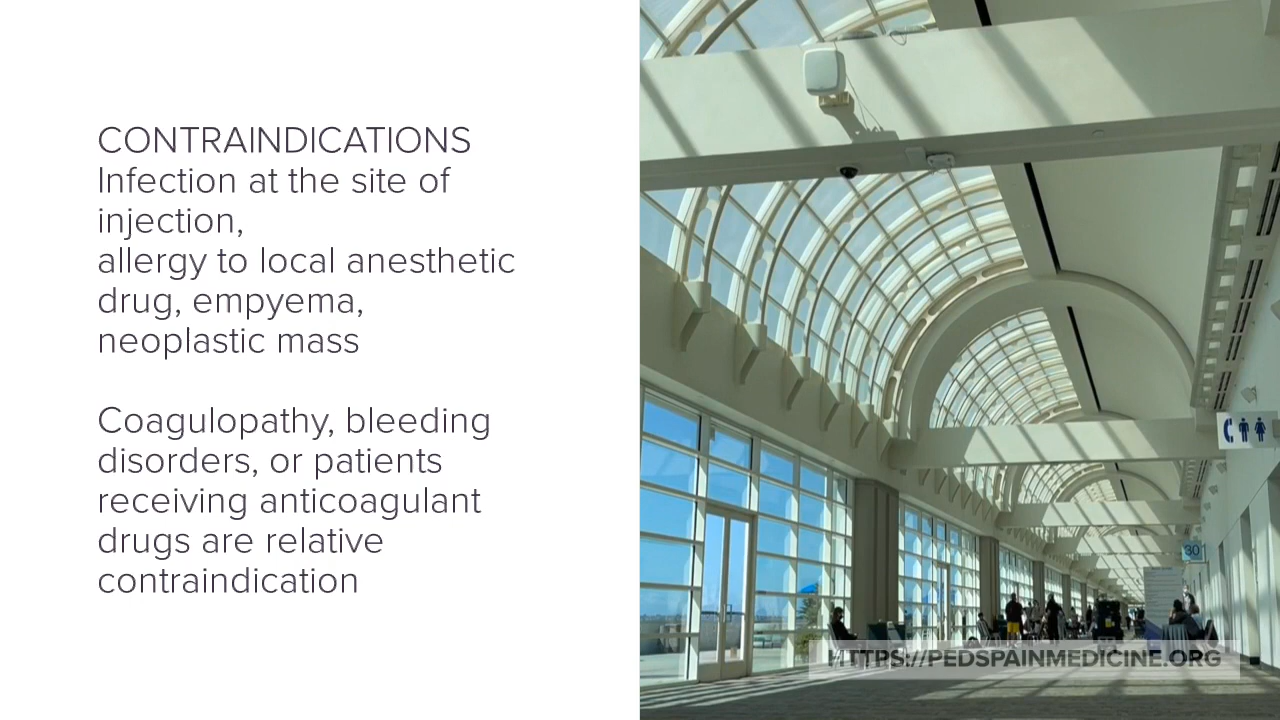 CONTRAINDICATIONS
Infection at the site of
injection,
allergy to local anesthetic
drug, empyema,
neoplastic mass
Coagulopathy, bleeding
disorders, or patients
receiving anticoagulant
drugs are relative
contraindication
30
HTTPS://PEDSPAINMEDICINE.ORG